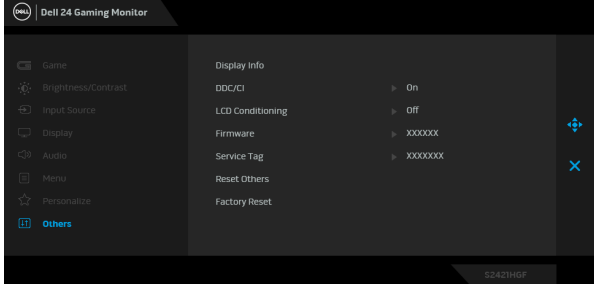 DELL
Dell 24 Gaming Monitor
Game
Brightness/Contrast
Input Source
Display
Audio
Menu
Personalize
Others
Display Info
DDC/CI On
LCD Conditioning Off
Firmware XXXXXX
Service Tag XXXXXXX
Reset Others
Factory Reset
S2421HGF